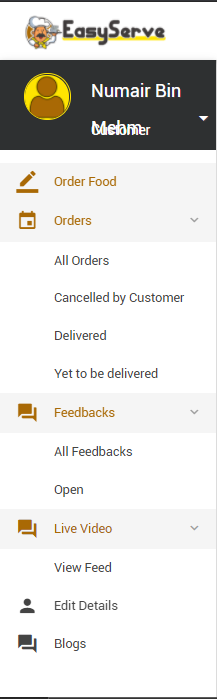 EasyServe
Numair Bin
Mehm
Customer
Order Food
Orders
All Orders
Cancelled by Customer
Delivered
Yet to be delivered
Feedbacks
All Feedbacks
Open
Live Video
View Feed
Edit Details
Blogs